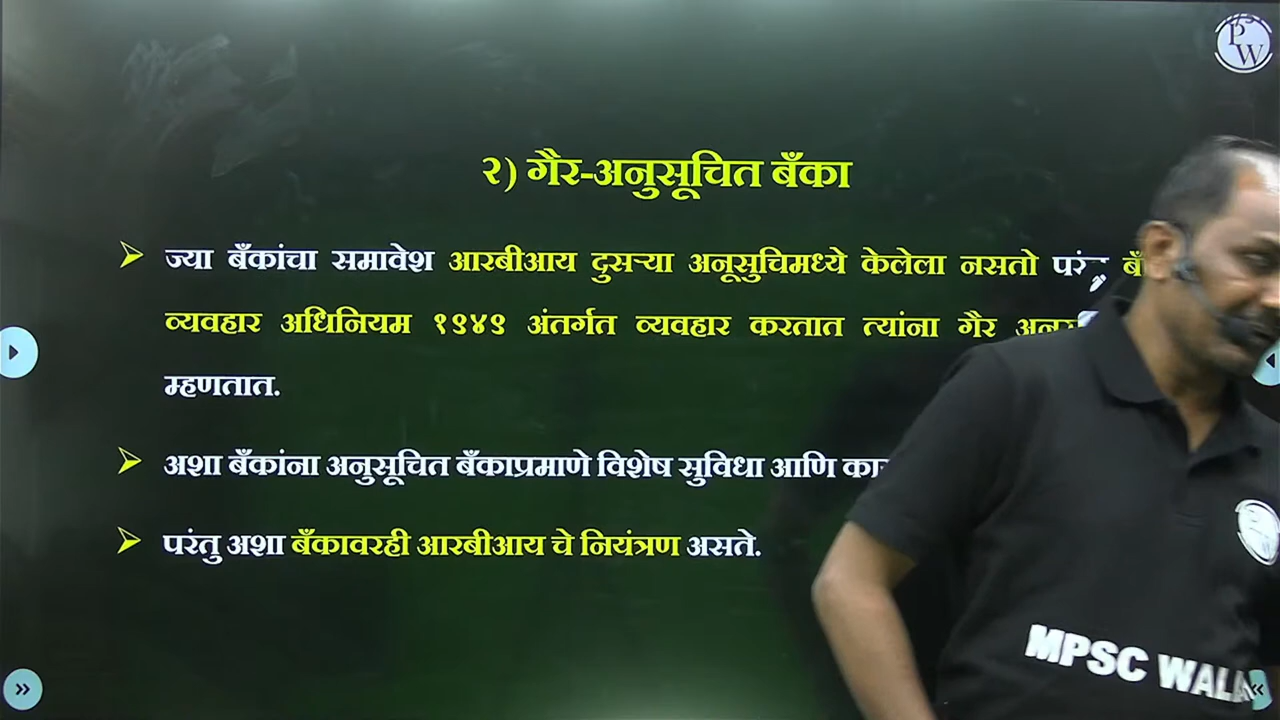 PW
२) गैर-अनुसूचित बँका
ज्या बँकांचा समावेश आरबीआय दुसऱ्या अनूसुचिमध्ये केलेला नसतो
व्यवहार अधिनियम १९४९ अंतर्गत व्यवहार करतात त्यांना गैर
म्हणतात.
अशा बँकांना अनुसूचित बँकाप्रमाणे विशेष सुविधा आणि
परंतु अशा बँकावरही आरबीआय चे नियंत्रण असते.
MPSC